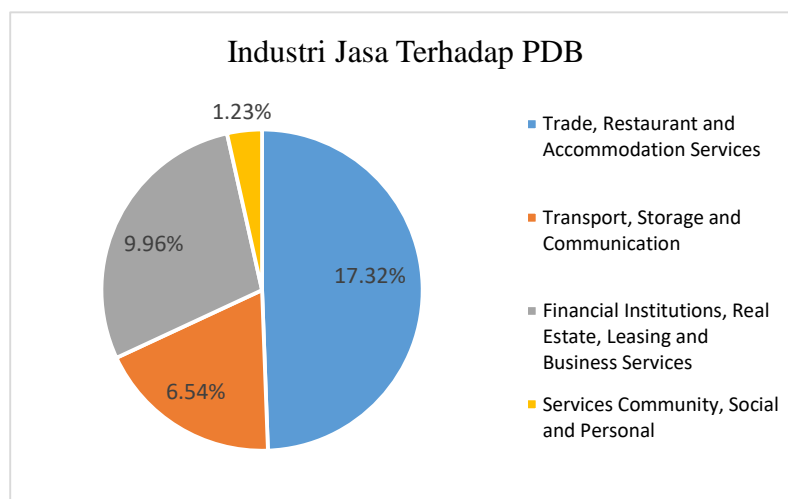 Industri Jasa Terhadap PDB
1.23%
9.96%
17.32%
6.54%
Trade, Restaurant and
Accommodation Services
Transport, Storage and
Communication
Financial Institutions, Real
Estate, Leasing and
Business Services
Services Community, Social
and Personal